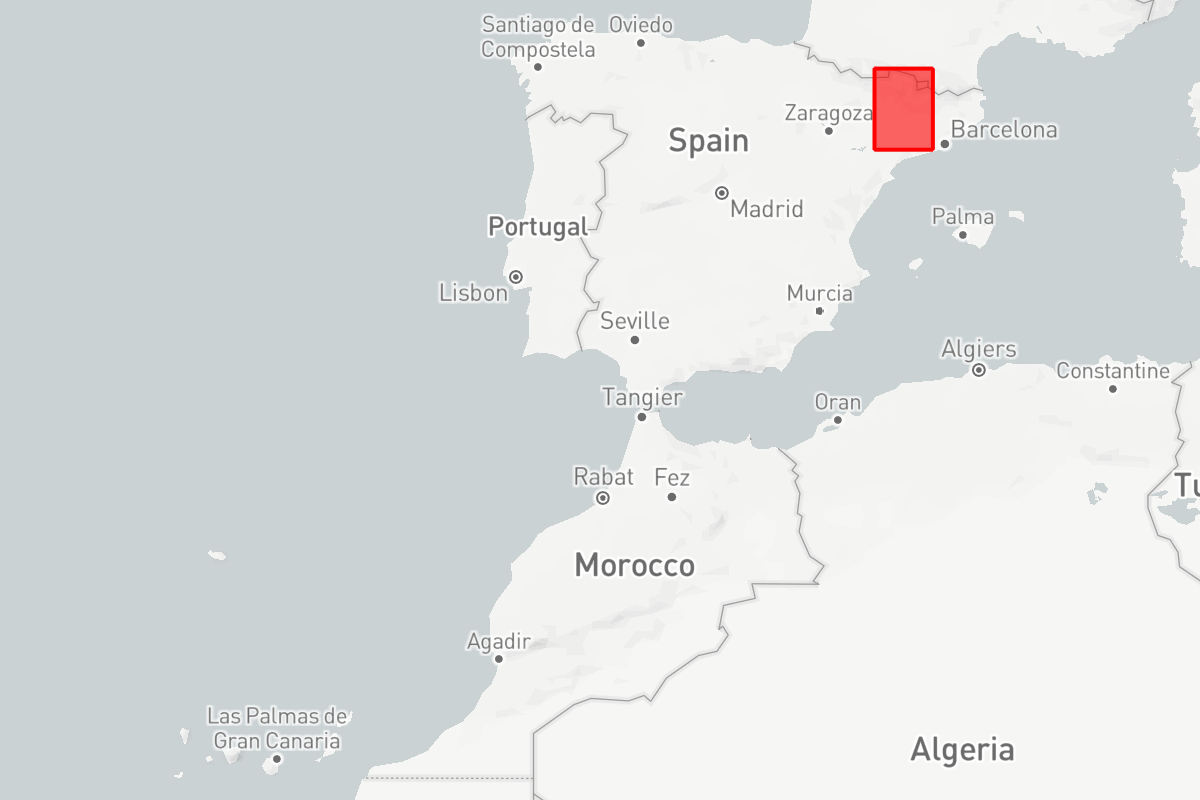 Santiago de
Compostela
Oviedo
Zaragoza
Barcelona
Spain
Madrid
Palma
Portugal
Lisbon
Murcia
Seville
Algiers
Constantine
Tangier
Oran
Rabat
Fez
Tu
Morocco
Agadir
Las Palmas de
Gran Canaria
Algeria